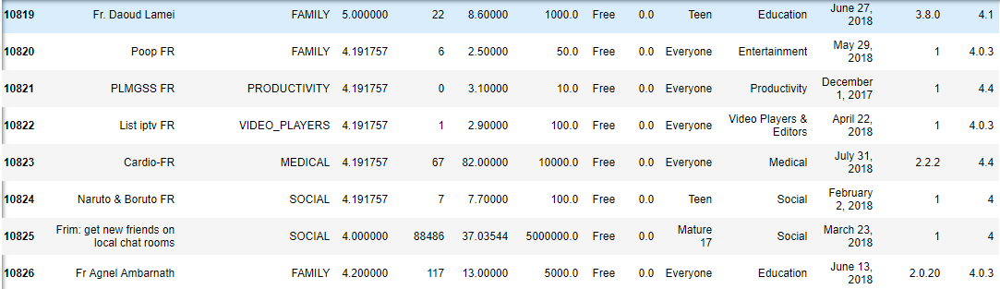 10819 Fr. Daoud Lamei FAMILY 5.000000 22 8.60000 1000.0 Free 0.0 Teen Education June 27, 2018 3.8.0 4.1
10820 Poop FR FAMILY 4.191757 6 2.50000 50.0 Free 0.0 Everyone Entertainment May 29, 2018 1 4.0.3
10821 PLMGSS FR PRODUCTIVITY 4.191757 0 3.10000 10.0 Free 0.0 Everyone Productivity December 1, 2017 1 4.4
10822 List iptv FR VIDEO_PLAYERS 4.191757 1 2.90000 100.0 Free 0.0 Everyone Video Players & Editors April 22, 2018 1 4.0.3
10823 Cardio-FR MEDICAL 4.191757 67 82.00000 10000.0 Free 0.0 Everyone Medical July 31, 2018 2.2.2 4.4
10824 Naruto & Boruto FR SOCIAL 4.191757 7 7.70000 100.0 Free 0.0 Teen Social February 2, 2018 1 4
10825 Frim: get new friends on local chat rooms SOCIAL 4.000000 88486 37.03544 5000000.0 Free 0.0 Mature 17 Social March 23, 2018 1 4
10826 Fr Agnel Ambarnath FAMILY 4.200000 117 13.00000 5000.0 Free 0.0 Everyone Education June 13, 2018 2.0.20 4.0.3